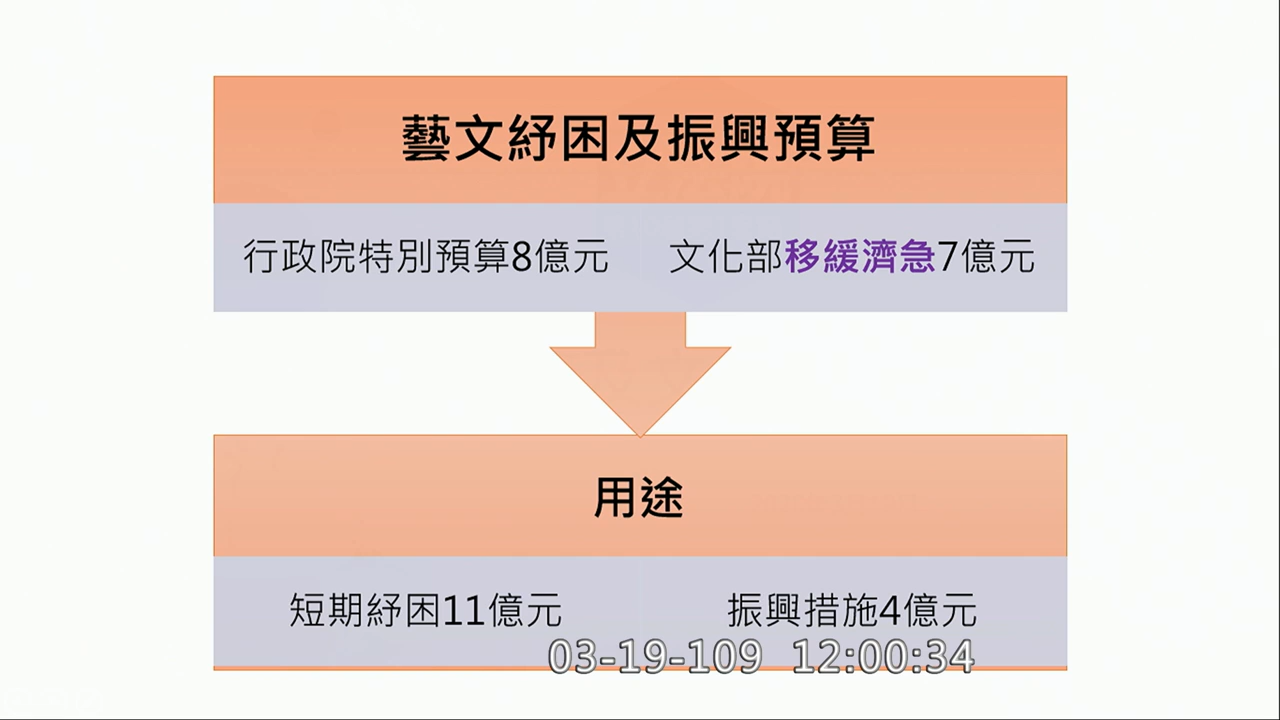 藝文紓困及振興預算
行政院特別預算8億元
文化部移緩濟急7億元
用途
短期紓困11億元
振興措施4億元
03-19-109 12:00:34